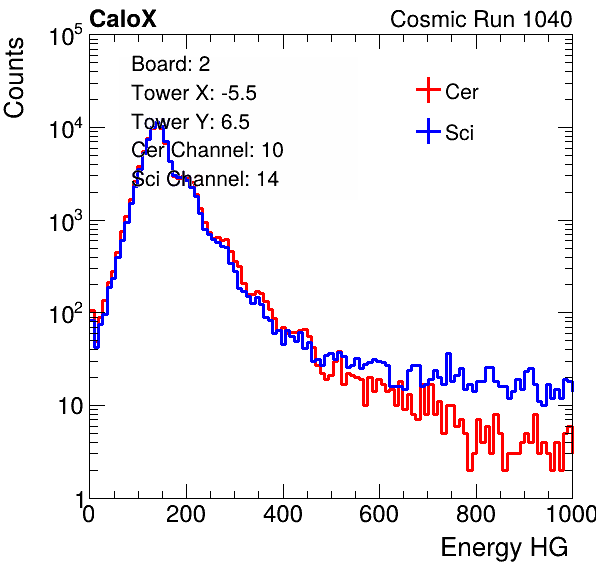 CaloX Cosmic Run 1040
Counts
10^5
10^4
10^3
10^2
10
1
Board: 2
Tower X: -5.5
Tower Y: 6.5
Cer Channel: 10
Sci Channel: 14
Cer
Sci
0 200 400 600 800 1000
Energy HG